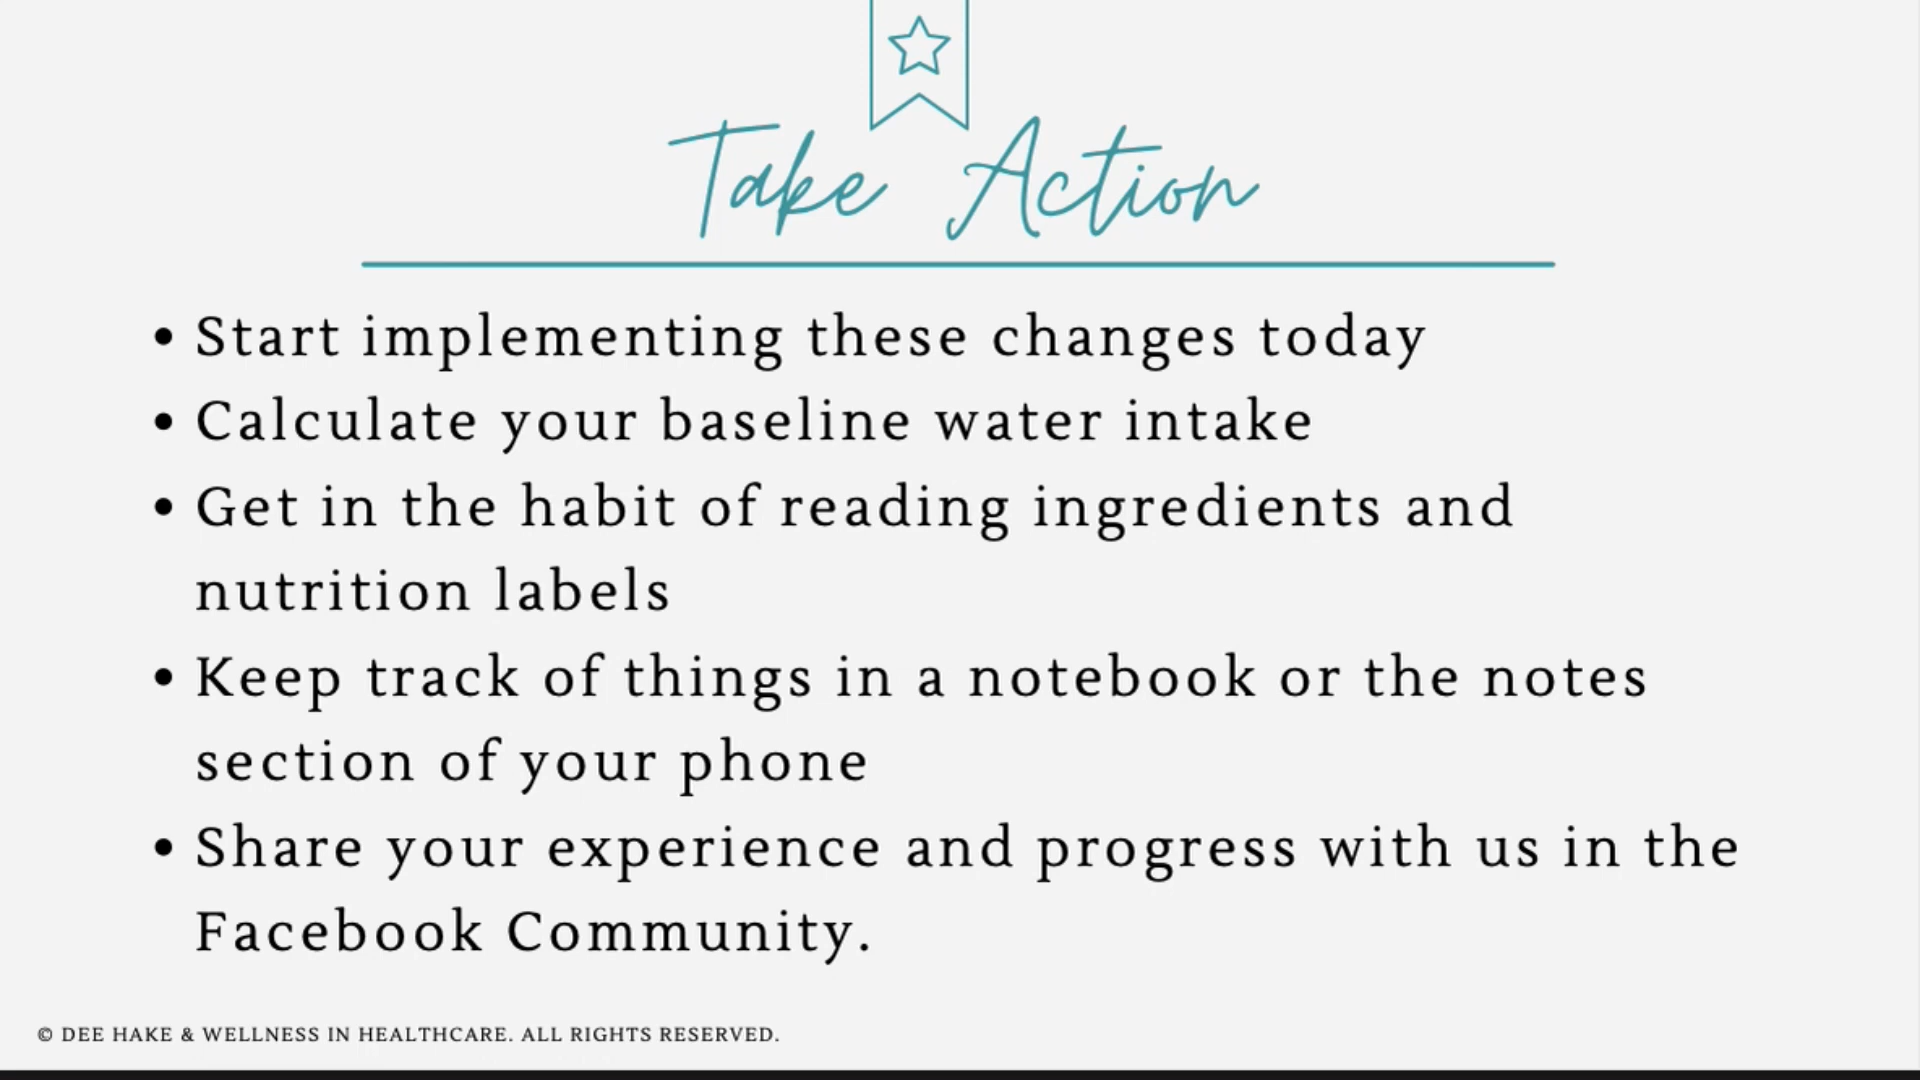 Take Action
• Start implementing these changes today
• Calculate your baseline water intake
• Get in the habit of reading ingredients and
nutrition labels
• Keep track of things in a notebook or the notes
section of your phone
• Share your experience and progress with us in the
Facebook Community.
© DEE HAKE & WELLNESS IN HEALTHCARE. ALL RIGHTS RESERVED.